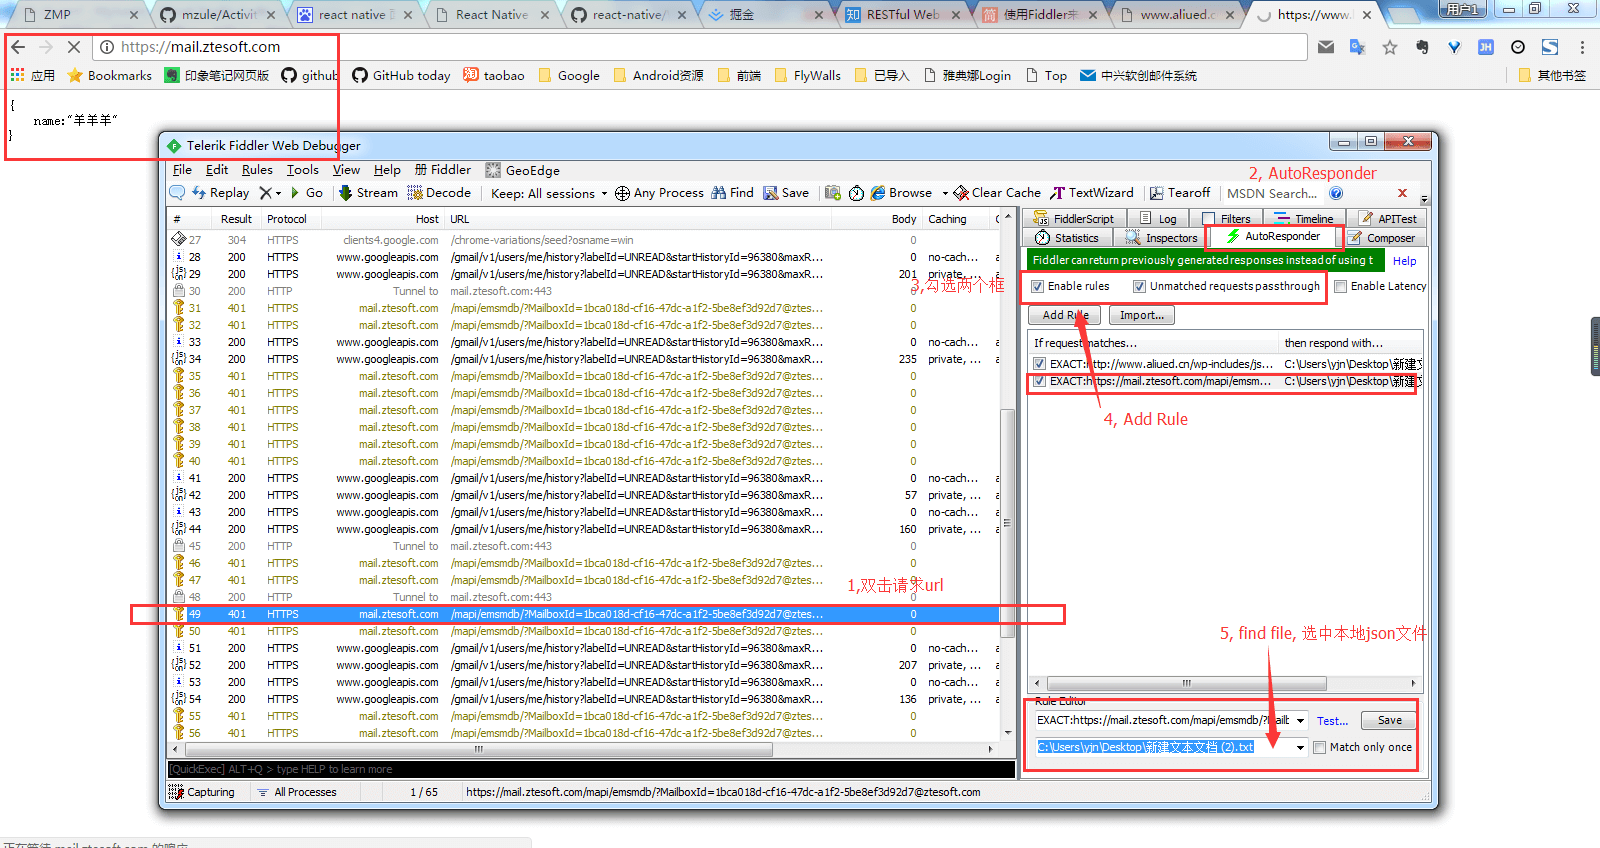 ZMP
mzule/Activit
react native
React Native
react-native/
掘金
RESTful Web
使用Fiddler来
www.aliued.c
https://www.
用户1
https://mail.ztesoft.com
应用
Bookmarks
印象笔记网页版
github
GitHub today
taobao
Google
Android资源
前端
FlyWalls
已导入
雅典娜Login
Top
中兴软创邮件系统
其他书签
{
name:"羊羊羊"
}
Telerik Fiddler Web Debugger
File Edit Rules Tools View Help 册 Fiddler GeoEdge
2, AutoResponder
Replay Go Stream Decode Keep: All sessions Any Process Find Save Browse Clear Cache TextWizard Tearoff MSDN Search...
# Result Protocol Host URL Body Caching C
27 304 HTTPS clients4.google.com /chrome-variations/seed?osname=win 0
28 200 HTTPS www.googleapis.com /gmail/v1/users/me/history?labelId=UNREAD&startHistoryId=96380&maxR... 0 no-cach... a
29 200 HTTPS www.googleapis.com /gmail/v1/users/me/history?labelId=UNREAD&startHistoryId=96380&maxR... 201 private, ... a
30 200 HTTP Tunnel to mail.ztesoft.com:443 0
31 401 HTTPS mail.ztesoft.com /mapi/emsmdb/?MailboxId=1bca018d-cf16-47dc-a1f2-5be8ef3d92d7@ztes... 0
32 401 HTTPS mail.ztesoft.com /mapi/emsmdb/?MailboxId=1bca018d-cf16-47dc-a1f2-5be8ef3d92d7@ztes... 0
33 200 HTTPS www.googleapis.com /gmail/v1/users/me/history?labelId=UNREAD&startHistoryId=96380&maxR... 0 no-cach... a
34 200 HTTPS www.googleapis.com /gmail/v1/users/me/history?labelId=UNREAD&startHistoryId=96380&maxR... 235 private, ... a
35 401 HTTPS mail.ztesoft.com /mapi/emsmdb/?MailboxId=1bca018d-cf16-47dc-a1f2-5be8ef3d92d7@ztes... 0
36 401 HTTPS mail.ztesoft.com /mapi/emsmdb/?MailboxId=1bca018d-cf16-47dc-a1f2-5be8ef3d92d7@ztes... 0
37 401 HTTPS mail.ztesoft.com /mapi/emsmdb/?MailboxId=1bca018d-cf16-47dc-a1f2-5be8ef3d92d7@ztes... 0
38 401 HTTPS mail.ztesoft.com /mapi/emsmdb/?MailboxId=1bca018d-cf16-47dc-a1f2-5be8ef3d92d7@ztes... 0
39 401 HTTPS mail.ztesoft.com /mapi/emsmdb/?MailboxId=1bca018d-cf16-47dc-a1f2-5be8ef3d92d7@ztes... 0
40 401 HTTPS mail.ztesoft.com /mapi/emsmdb/?MailboxId=1bca018d-cf16-47dc-a1f2-5be8ef3d92d7@ztes... 0
41 200 HTTPS www.googleapis.com /gmail/v1/users/me/history?labelId=UNREAD&startHistoryId=96380&maxR... 0 no-cach... a
42 200 HTTPS www.googleapis.com /gmail/v1/users/me/history?labelId=UNREAD&startHistoryId=96380&maxR... 57 private, ... a
43 200 HTTPS www.googleapis.com /gmail/v1/users/me/history?labelId=UNREAD&startHistoryId=96380&maxR... 0 no-cach... a
44 200 HTTPS www.googleapis.com /gmail/v1/users/me/history?labelId=UNREAD&startHistoryId=96380&maxR... 160 private, ... a
45 200 HTTP Tunnel to mail.ztesoft.com:443 0
46 401 HTTPS mail.ztesoft.com /mapi/emsmdb/?MailboxId=1bca018d-cf16-47dc-a1f2-5be8ef3d92d7@ztes... 0
47 401 HTTPS mail.ztesoft.com /mapi/emsmdb/?MailboxId=1bca018d-cf16-47dc-a1f2-5be8ef3d92d7@ztes... 0
48 200 HTTP Tunnel to mail.ztesoft.com:443 0
49 401 HTTPS mail.ztesoft.com /mapi/emsmdb/?MailboxId=1bca018d-cf16-47dc-a1f2-5be8ef3d92d7@ztes... 0
50 401 HTTPS mail.ztesoft.com /mapi/emsmdb/?MailboxId=1bca018d-cf16-47dc-a1f2-5be8ef3d92d7@ztes... 0
51 200 HTTPS www.googleapis.com /gmail/v1/users/me/history?labelId=UNREAD&startHistoryId=96380&maxR... 0 no-cach... a
52 200 HTTPS www.googleapis.com /gmail/v1/users/me/history?labelId=UNREAD&startHistoryId=96380&maxR... 207 private, ... a
53 200 HTTPS www.googleapis.com /gmail/v1/users/me/history?labelId=UNREAD&startHistoryId=96380&maxR... 0 no-cach... a
54 200 HTTPS www.googleapis.com /gmail/v1/users/me/history?labelId=UNREAD&startHistoryId=96380&maxR... 136 private, ... a
55 401 HTTPS mail.ztesoft.com /mapi/emsmdb/?MailboxId=1bca018d-cf16-47dc-a1f2-5be8ef3d92d7@ztes... 0
56 401 HTTPS mail.ztesoft.com /mapi/emsmdb/?MailboxId=1bca018d-cf16-47dc-a1f2-5be8ef3d92d7@ztes... 0
3,勾选两个框
1,双击请求url
FiddlerScript Log Filters Timeline APITest
Statistics Inspectors AutoResponder Composer
Fiddler can return previously generated responses instead of using t Help
Enable rules Unmatched requests passthrough Enable Latency
Add Rule Import...
If request matches... then respond with...
EXACT:http://www.aliued.cn/wp-includes/js... C:\Users\yjn\Desktop\新建文
EXACT:https://mail.ztesoft.com/mapi/emsm... C:\Users\yjn\Desktop\新建文
4, Add Rule
5, find file, 选中本地json文件
Rule Editor
EXACT:https://mail.ztesoft.com/mapi/emsmdb/?Mailb Test... Save
C:\Users\yjn\Desktop\新建文本文档 (2).txt Match only once
[QuickExec] ALT+Q > type HELP to learn more
Capturing All Processes 1 / 65 https://mail.ztesoft.com/mapi/emsmdb/?MailboxId=1bca018d-cf16-47dc-a1f2-5be8ef3d92d7@ztesoft.com
正在等待 mail.ztesoft.com 的响应